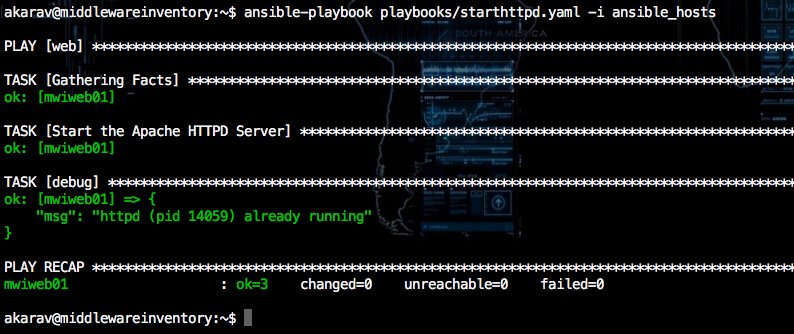 akarav@middlewareinventory:~$ ansible-playbook playbooks/starthttpd.yaml -i ansible_hosts
PLAY [web] ****************************************************************************************
TASK [Gathering Facts] ****************************************************************************
ok: [mwiweb01]
TASK [Start the Apache HTTPD Server] **************************************************************
ok: [mwiweb01]
TASK [debug] **************************************************************************************
ok: [mwiweb01] => {
    "msg": "httpd (pid 14059) already running"
}
PLAY RECAP ****************************************************************************************
mwiweb01                   : ok=3    changed=0    unreachable=0    failed=0
akarav@middlewareinventory:~$
SOUTH AMERICA